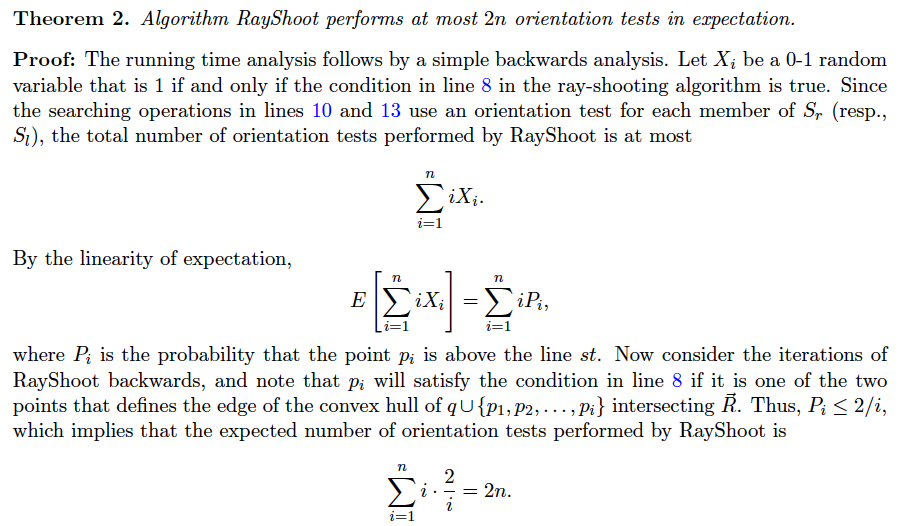 Theorem 2. Algorithm RayShoot performs at most 2n orientation tests in expectation.
Proof: The running time analysis follows by a simple backwards analysis. Let X_i be a 0-1 random
variable that is 1 if and only if the condition in line 8 in the ray-shooting algorithm is true. Since
the searching operations in lines 10 and 13 use an orientation test for each member of S_r (resp.,
S_l), the total number of orientation tests performed by RayShoot is at most
\sum_{i=1}^{n} iX_i.
By the linearity of expectation,
E\left[\sum_{i=1}^{n} iX_i\right] = \sum_{i=1}^{n} iP_i,
where P_i is the probability that the point p_i is above the line st. Now consider the iterations of
RayShoot backwards, and note that p_i will satisfy the condition in line 8 if it is one of the two
points that defines the edge of the convex hull of q ∪ {p_1, p_2, . . . , p_i} intersecting \vec{R}. Thus, P_i ≤ 2/i,
which implies that the expected number of orientation tests performed by RayShoot is
\sum_{i=1}^{n} i \cdot \frac{2}{i} = 2n.